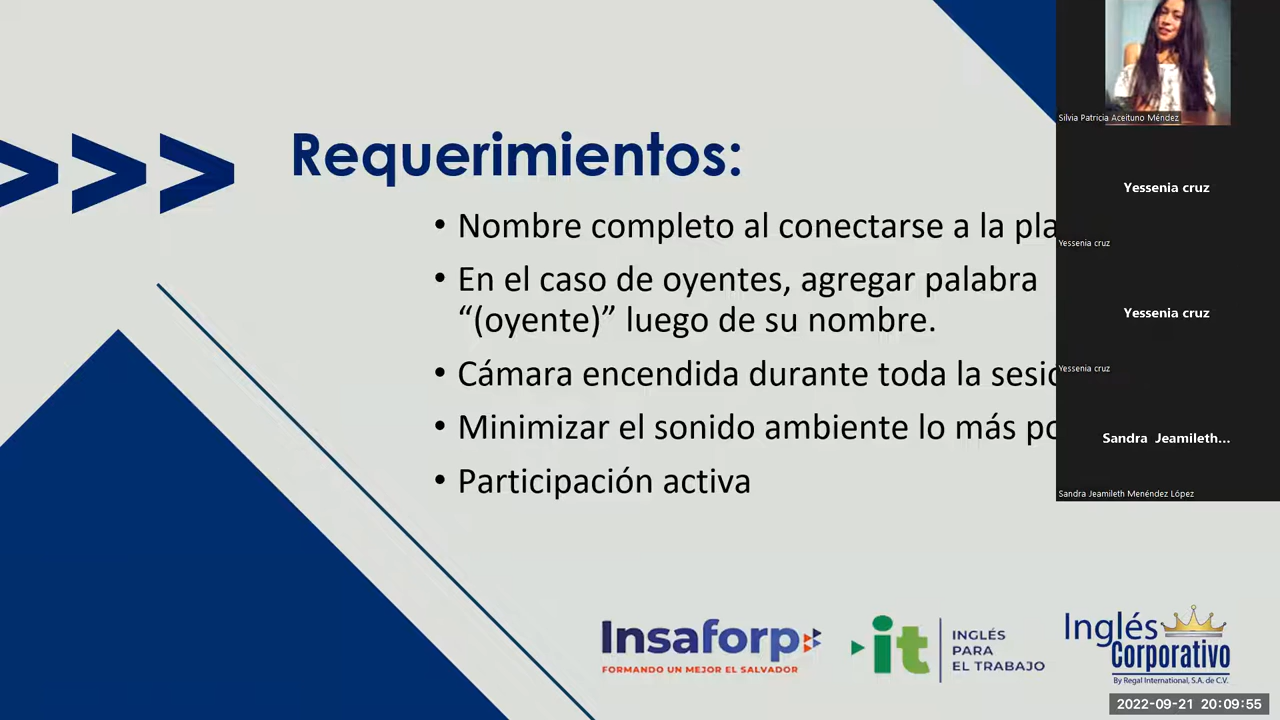 >>> Requerimientos:
• Nombre completo al conectarse a la pla
• En el caso de oyentes, agregar palabra
“(oyente)” luego de su nombre.
• Cámara encendida durante toda la sesi
• Minimizar el sonido ambiente lo más po
• Participación activa
Silvia Patricia Aceituno Méndez
Yessenia cruz
Yessenia cruz
Yessenia cruz
Yessenia cruz
Sandra Jeamileth...
Sandra Jeamileth Menéndez López
Insaforp
FORMANDO UN MEJOR EL SALVADOR
it
INGLÉS
PARA
EL TRABAJO
Inglés
Corporativo
By Regal International, S.A. de C.V.
2022-09-21 20:09:55